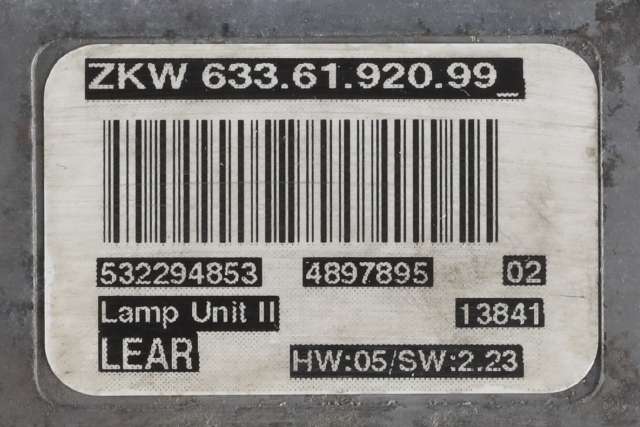 ZKW 633.61.920.99_
532294853 4897895 02
Lamp Unit II 13841
LEAR HW:05/SW:2.23